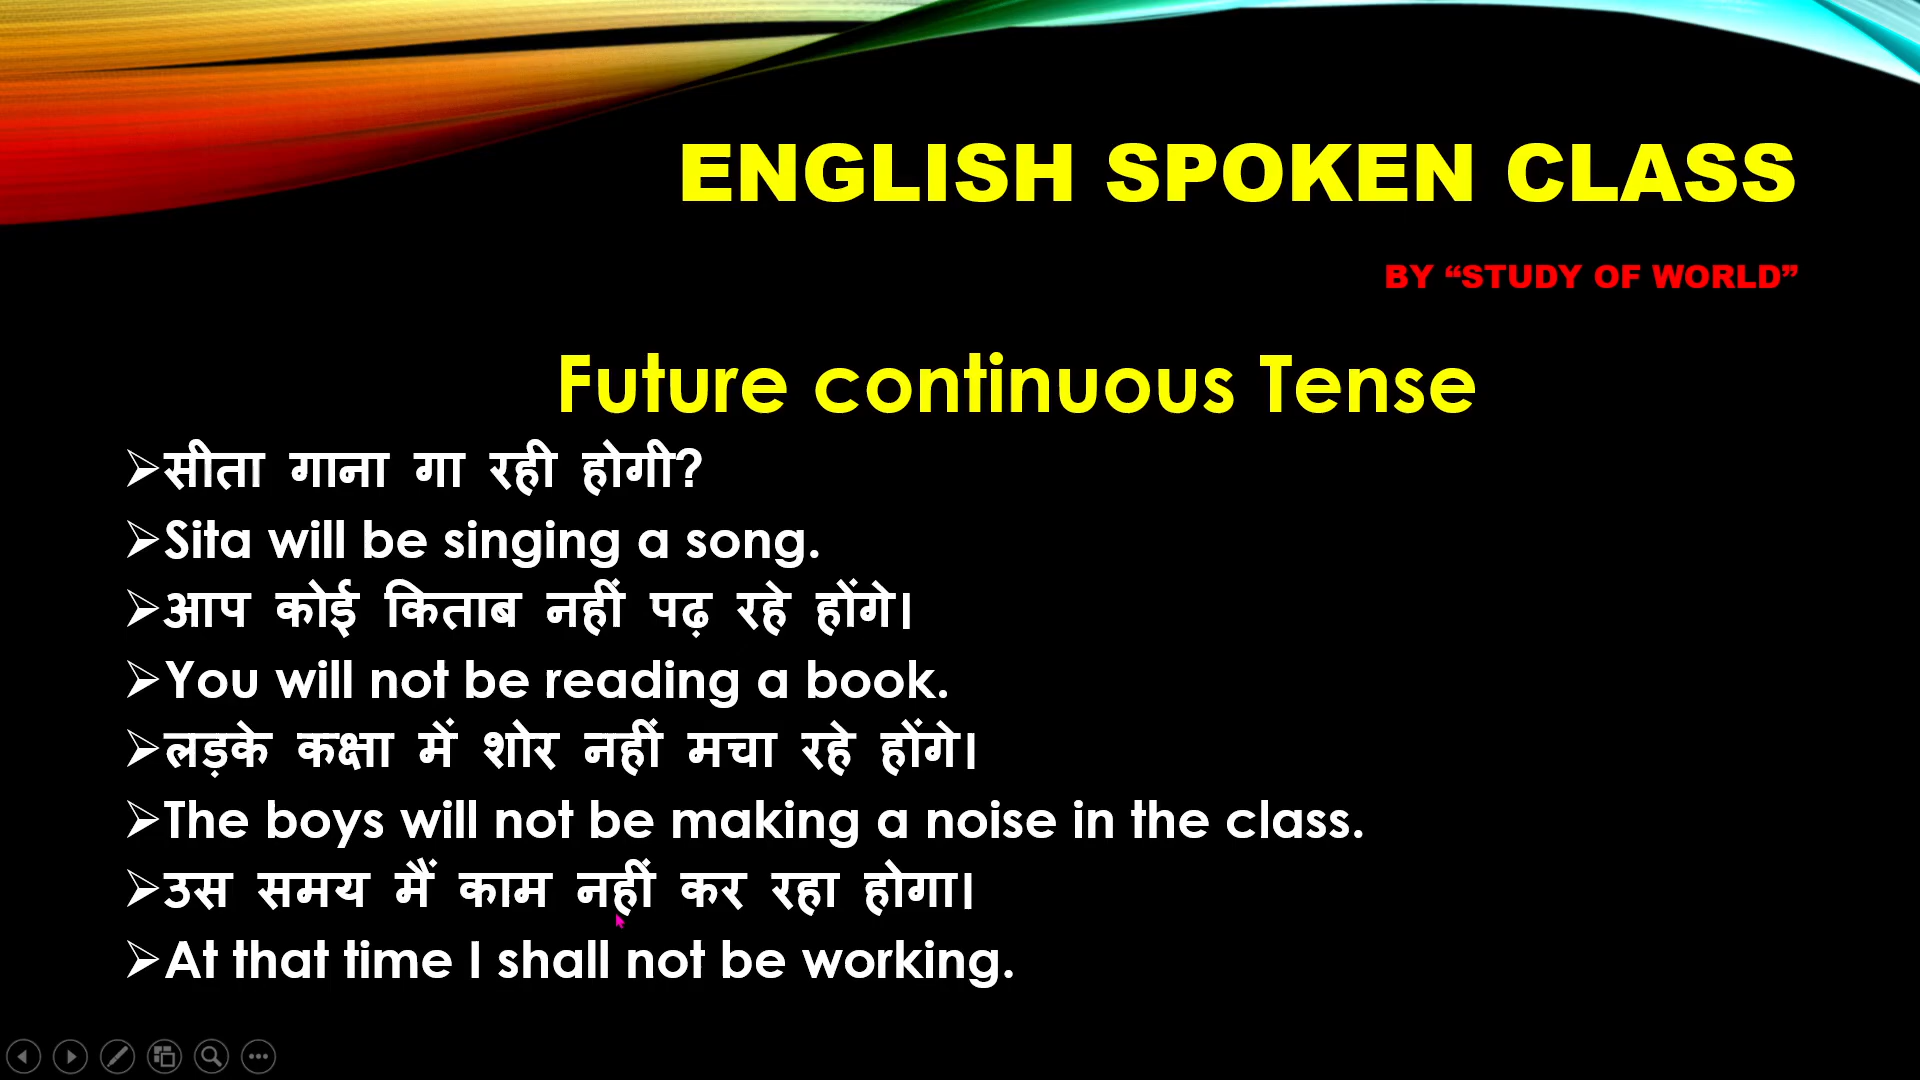 ENGLISH SPOKEN CLASS
BY “STUDY OF WORLD”
Future continuous Tense
➢सीता गाना गा रही होगी?
➢Sita will be singing a song.
➢आप कोई किताब नहीं पढ़ रहे होंगे।
➢You will not be reading a book.
➢लड़के कक्षा में शोर नहीं मचा रहे होंगे।
➢The boys will not be making a noise in the class.
➢उस समय मैं काम नहीं कर रहा होगा।
➢At that time I shall not be working.